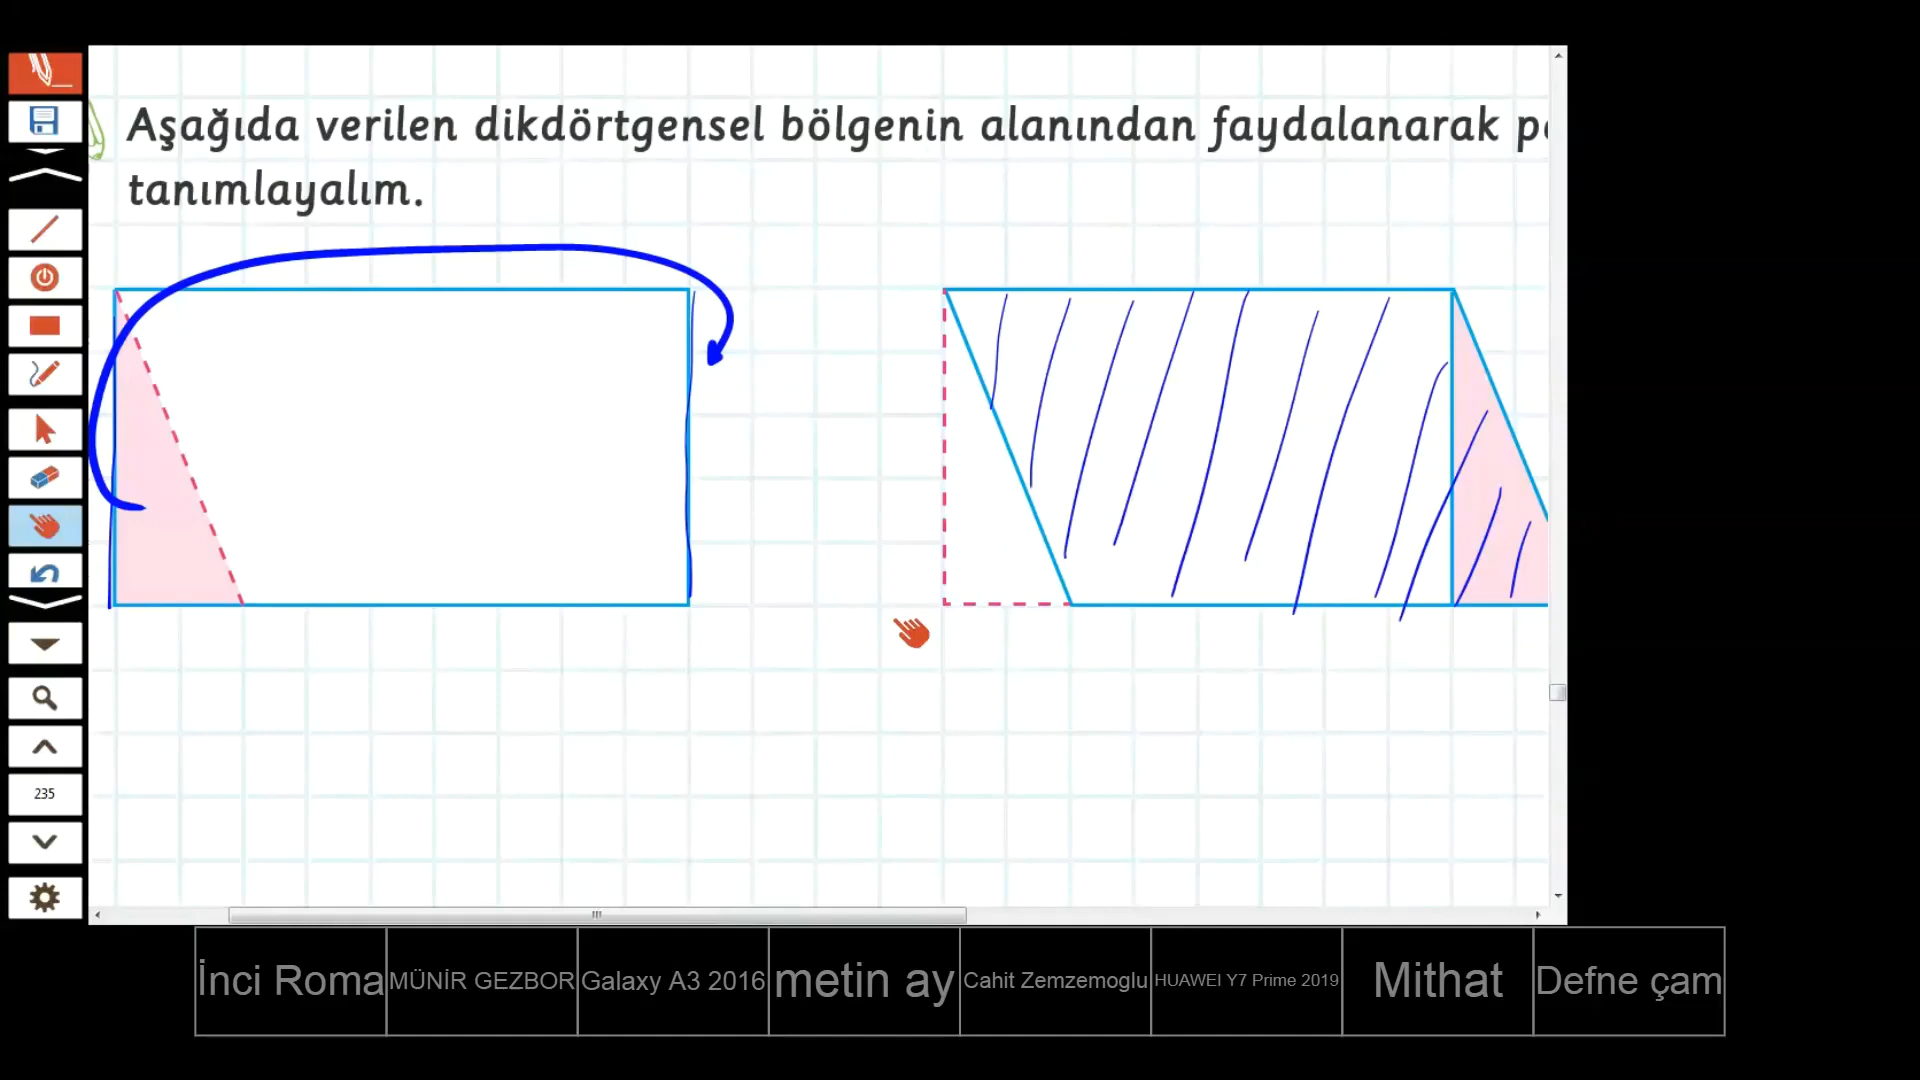 Aşağıda verilen dikdörtgensel bölgenin alanından faydalanarak
tanımlayalım.
235
İnci Roma
MÜNİR GEZBOR
Galaxy A3 2016
metin ay
Cahit Zemzemoglu
HUAWEI Y7 Prime 2019
Mithat
Defne çam